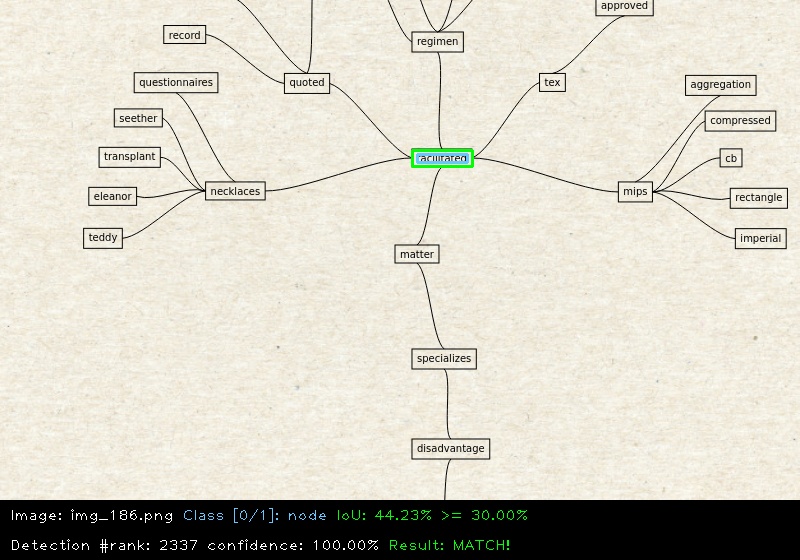 approved
record
regimen
quoted
tex
questionnaires
aggregation
seether
compressed
transplant
cb
necklaces
mips
eleanor
rectangle
teddy
imperial
matter
specializes
disadvantage
Image: img_186.png Class [0/1]: node IoU: 44.23% >= 30.00%
Detection #rank: 2337 confidence: 100.00% Result: MATCH!